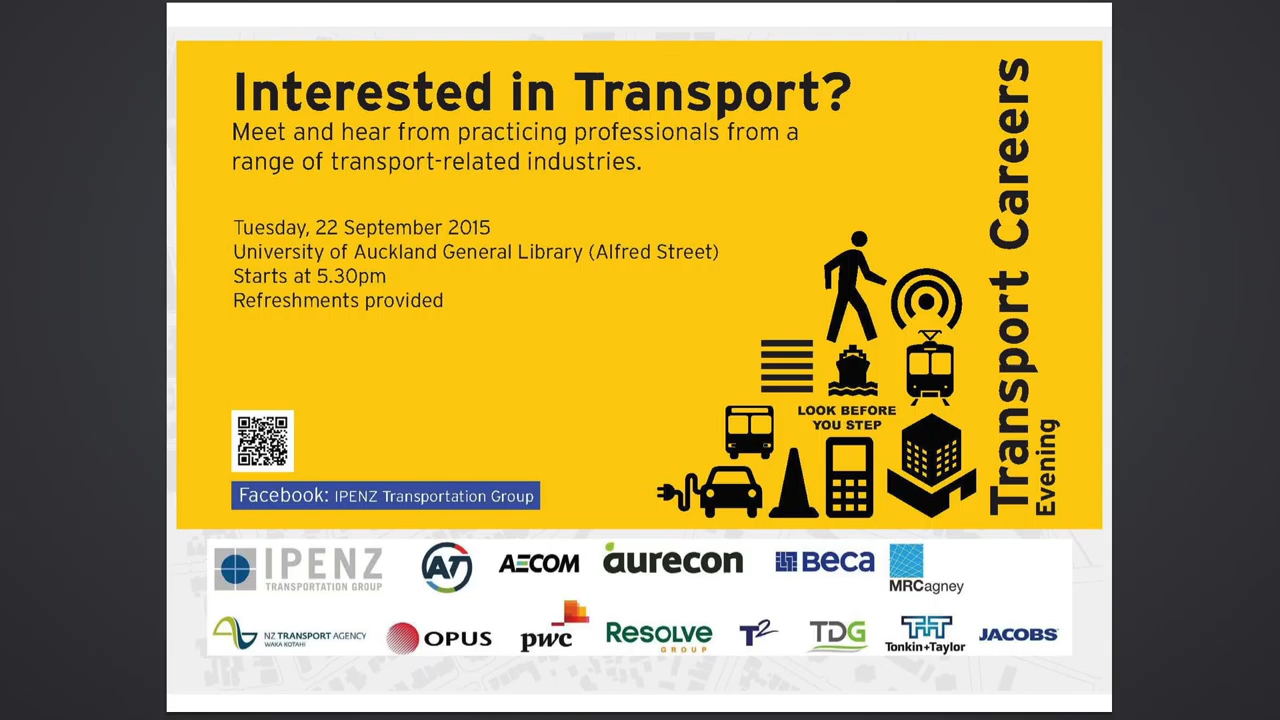 Interested in Transport?
Meet and hear from practicing professionals from a
range of transport-related industries.
Tuesday, 22 September 2015
University of Auckland General Library (Alfred Street)
Starts at 5.30pm
Refreshments provided
Transport Careers
Evening
LOOK BEFORE
YOU STEP
Facebook: IPENZ Transportation Group
IPENZ
TRANSPORTATION GROUP
AT
AECOM
aurecon
BECA
MRCagney
NZ TRANSPORT AGENCY
WAKA KOTAHI
OPUS
pwc
RESOLVE
GROUP
T2
TDG
T+T
Tonkin+Taylor
JACOBS